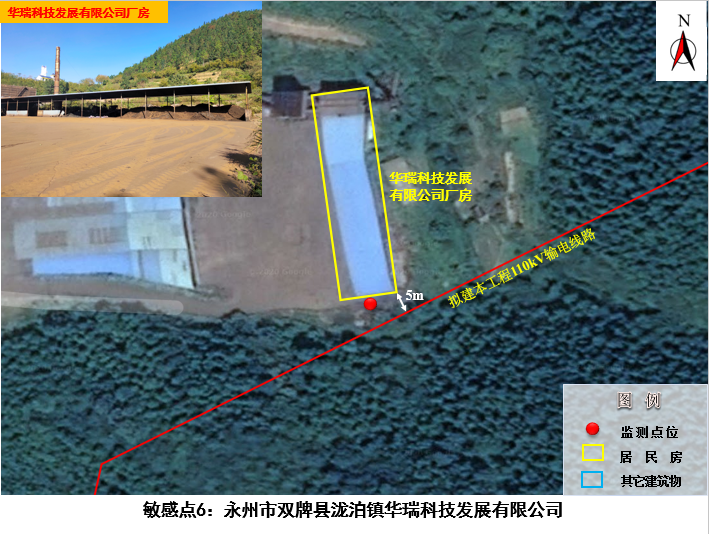 华瑞科技发展有限公司厂房
N
华瑞科技发展
有限公司厂房
拟建本工程110kV输电线路
5m
图 例
监测点位
居 民 房
其它建筑物
敏感点6：永州市双牌县泷泊镇华瑞科技发展有限公司